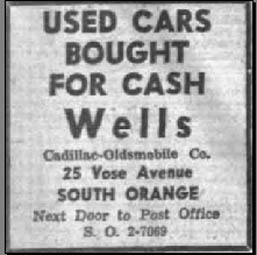 USED CARS
BOUGHT
FOR CASH
Wells
Cadillac-Oldsmobile Co.
25 Vose Avenue
SOUTH ORANGE
Next Door to Post Office
S. O. 2-7069